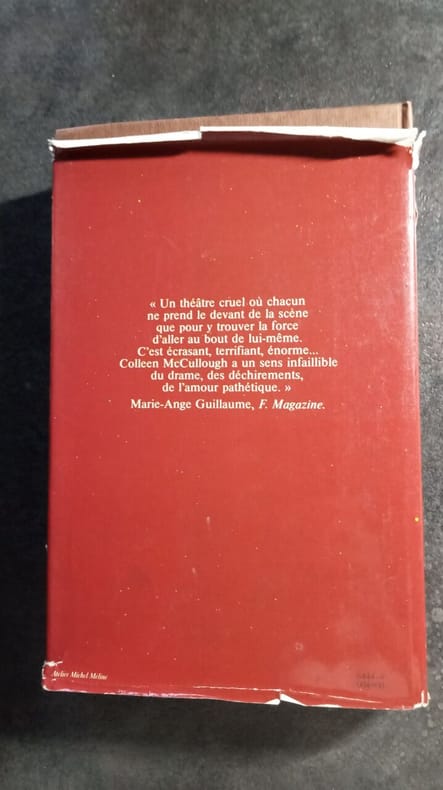 « Un théâtre cruel où chacun
ne prend le devant de la scène
que pour y trouver la force
d'aller au bout de lui-même.
C'est écrasant, terrifiant, énorme...
Colleen McCullough a un sens infaillible
du drame, des déchirements,
de l'amour pathétique. »
Marie-Ange Guillaume, F. Magazine.
Atelier Michel Méline